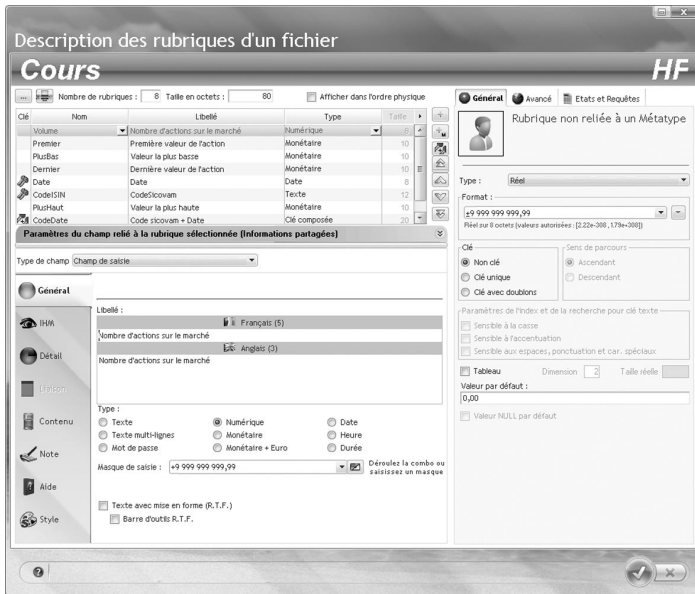 Description des rubriques d'un fichier
Cours HF
... Nombre de rubriques : 8 Taille en octets : 80 Afficher dans l'ordre physique
Clé Nom Libellé Type Taille
Volume Nombre d'actions sur le marché Numérique 8
Premier Première valeur de l'action Monétaire 10
PlusBas Valeur la plus basse Monétaire 10
Dernier Dernière valeur de l'action Monétaire 10
Date Date Date 8
CodeISIN CodeSicovam Texte 12
PlusHaut Valeur la plus haute Monétaire 10
CodeDate Code sicovam + Date Clé composée 20
Paramètres du champ relié à la rubrique sélectionnée (Informations partagées)
Type de champ Champ de saisie
Général
IHM
Détail
Liaison
Contenu
Note
Aide
Style
Libellé :
Français (5)
Nombre d'actions sur le marché
Anglais (3)
Nombre d'actions sur le marché
Type :
Texte Numérique Date
Texte multi-lignes Monétaire Heure
Mot de passe Monétaire + Euro Durée
Masque de saisie : +9 999 999 999,99 Déroulez la combo ou
saisissez un masque
Texte avec mise en forme (R.T.F.)
Barre d'outils R.T.F.
Général Avancé Etats et Requêtes
Rubrique non reliée à un Métatype
Type : Réel
Format :
±9 999 999 999,99
Réel sur 8 octets (valeurs autorisées : [2.22e-308 , 179e+308])
Clé Sens de parcours
Non clé Ascendant
Clé unique Descendant
Clé avec doublons
Paramètres de l'index et de la recherche pour clé texte
Sensible à la casse
Sensible à l'accentuation
Sensible aux espaces, ponctuation et car. spéciaux
Tableau Dimension 2 Taille réelle
Valeur par défaut :
0,00
Valeur NULL par défaut